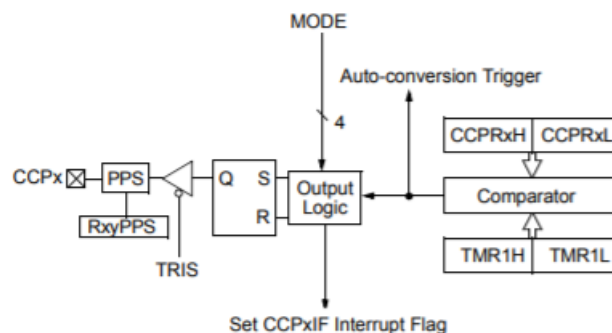 MODE
Auto-conversion Trigger
4
CCPRxH CCPRxL
CCPx PPS Q S Output Logic Comparator
R
RxyPPS
TRIS
TMR1H TMR1L
Set CCPxIF Interrupt Flag